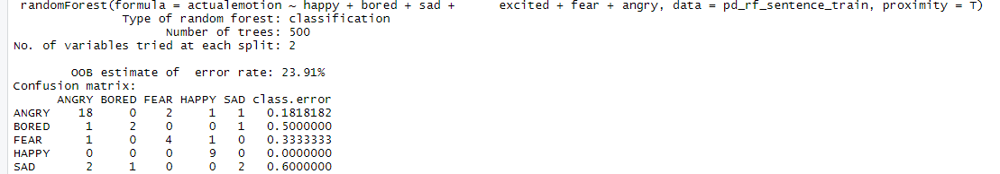 randomForest(formula = actualemotion ~ happy + bored + sad +      excited + fear + angry, data = pd_rf_sentence_train, proximity = T)
               Type of random forest: classification
                     Number of trees: 500
No. of variables tried at each split: 2
        OOB estimate of  error rate: 23.91%
Confusion matrix:
      ANGRY BORED FEAR HAPPY SAD class.error
ANGRY    18     0    2     1   1   0.1818182
BORED     1     2    0     0   1   0.5000000
FEAR      1     0    4     1   0   0.3333333
HAPPY     0     0    0     9   0   0.0000000
SAD       2     1    0     0   2   0.6000000